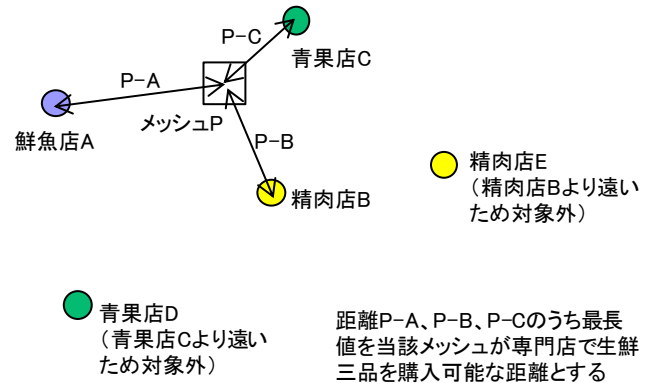 P-C
青果店C
P-A
鮮魚店A
メッシュP
P-B
精肉店B
精肉店E
（精肉店Bより遠い
ため対象外）
青果店D
（青果店Cより遠い
ため対象外）
距離P-A、P-B、P-Cのうち最長
値を当該メッシュが専門店で生鮮
三品を購入可能な距離とする